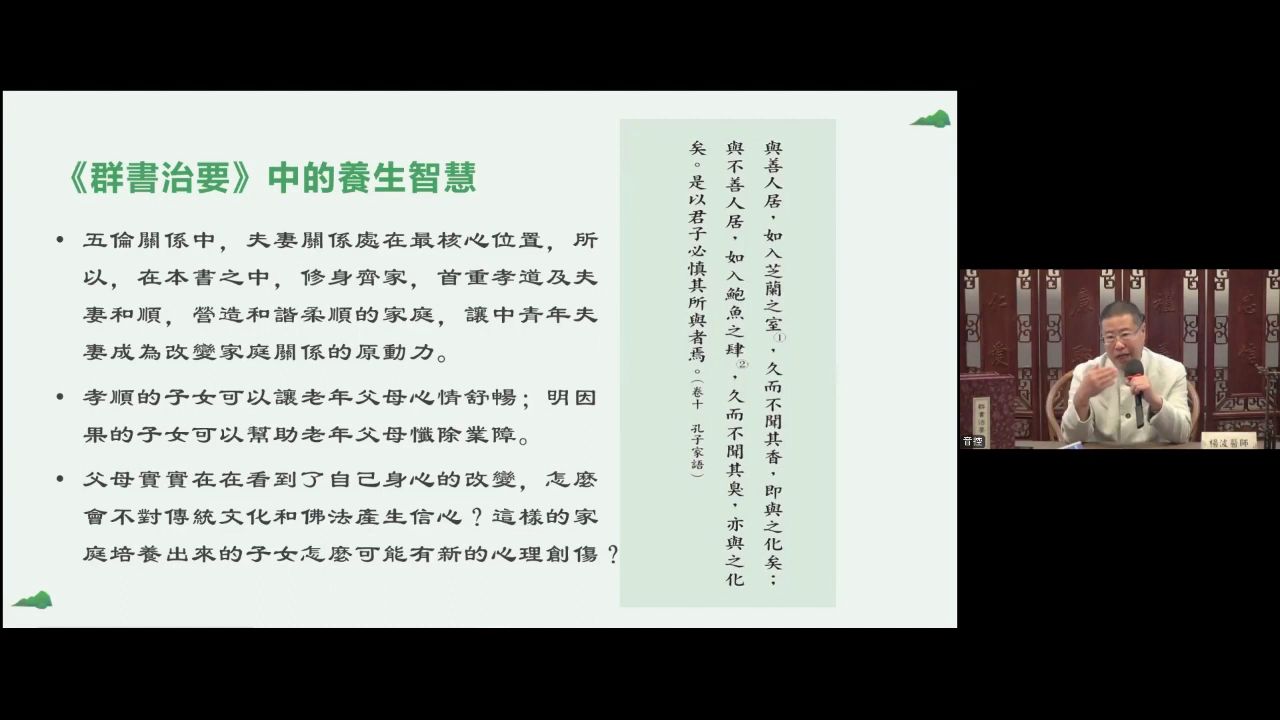 《群書治要》中的養生智慧
• 五倫關係中，夫妻關係處在最核心位置，所
以，在本書之中，修身齊家，首重孝道及夫
妻和順，營造和諧柔順的家庭，讓中青年夫
妻成為改變家庭關係的原動力。
• 孝順的子女可以讓老年父母心情舒暢；明因
果的子女可以幫助老年父母懺除業障。
• 父母實實在在看到了自己身心的改變，怎麼
會不對傳統文化和佛法產生信心？這樣的家
庭培養出來的子女怎麼可能有新的心理創傷？
與善人居，如入芝蘭之室①，久而不聞其香，即與之化矣；
與不善人居，如入鮑魚之肆②，久而不聞其臭，亦與之化
矣。是以君子必慎其所與者焉。（卷十 孔子家語）
仁愛
忠信
群書治要
音控
楊波醫師